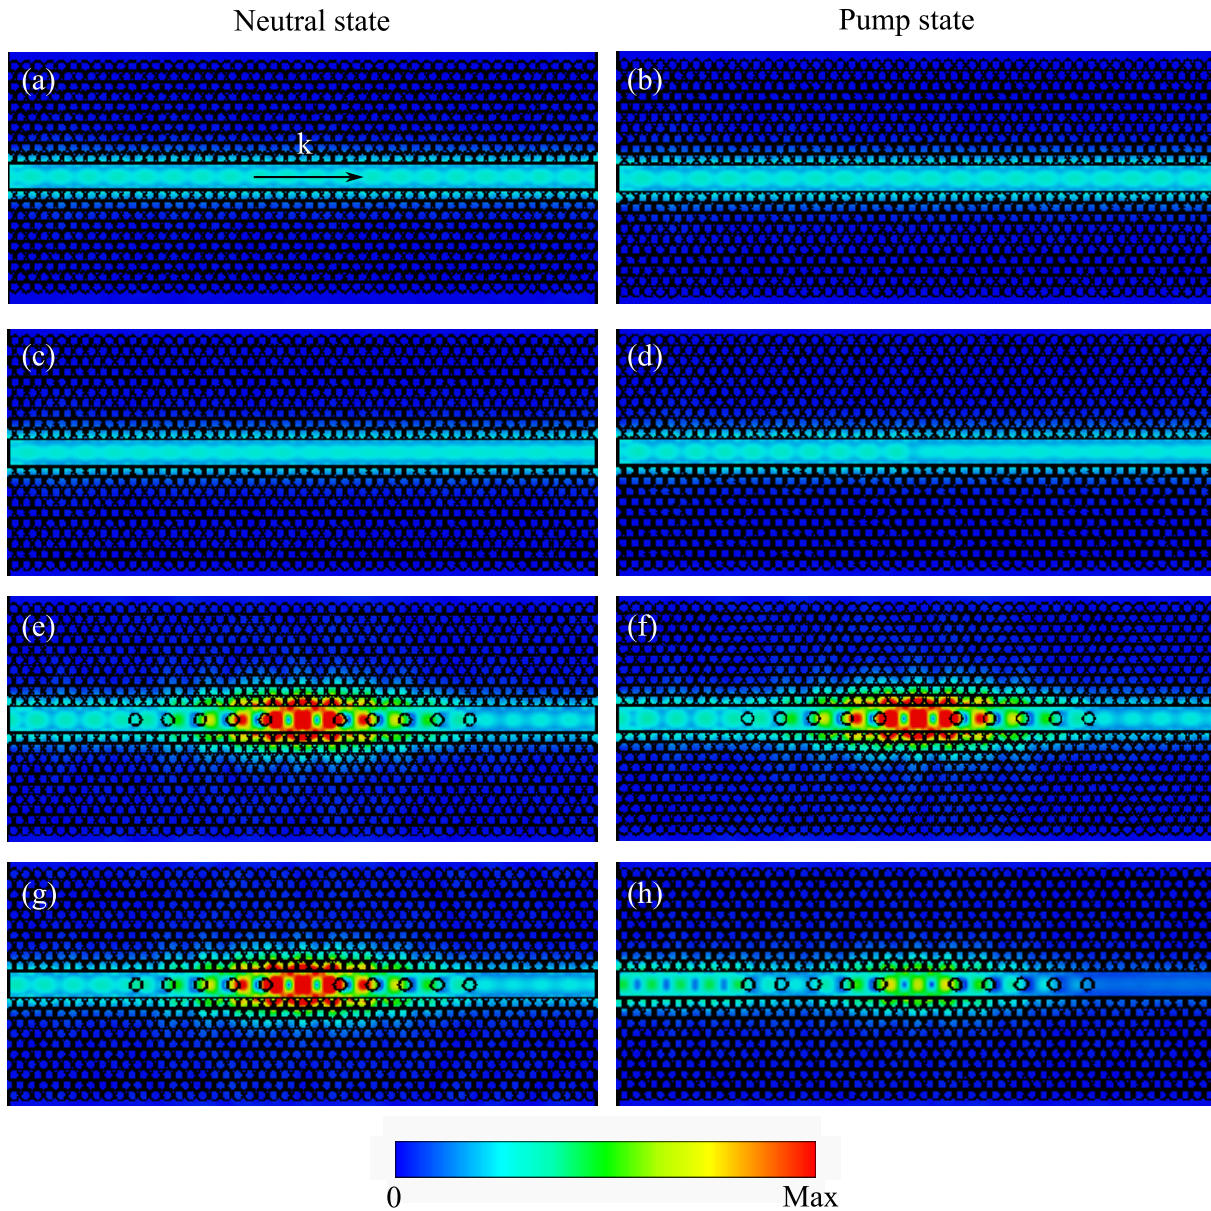 Neutral state
Pump state
(a)
(b)
k
(c)
(d)
(e)
(f)
(g)
(h)
0
Max